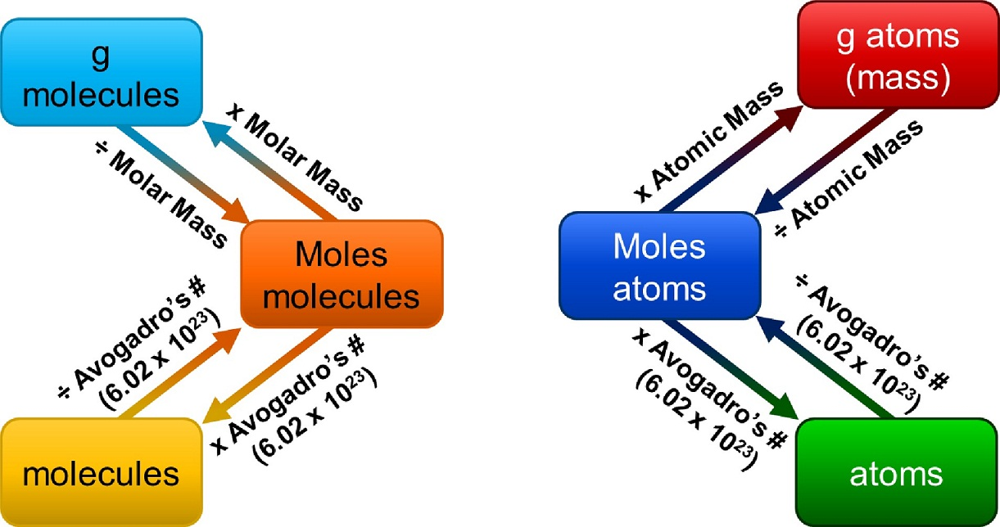 g
molecules
x Molar Mass
÷ Molar Mass
Moles
molecules
÷ Avogadro’s #
(6.02 x 10²³)
x Avogadro’s #
(6.02 x 10²³)
molecules
g atoms
(mass)
x Atomic Mass
÷ Atomic Mass
Moles
atoms
÷ Avogadro’s #
(6.02 x 10²³)
x Avogadro’s #
(6.02 x 10²³)
atoms